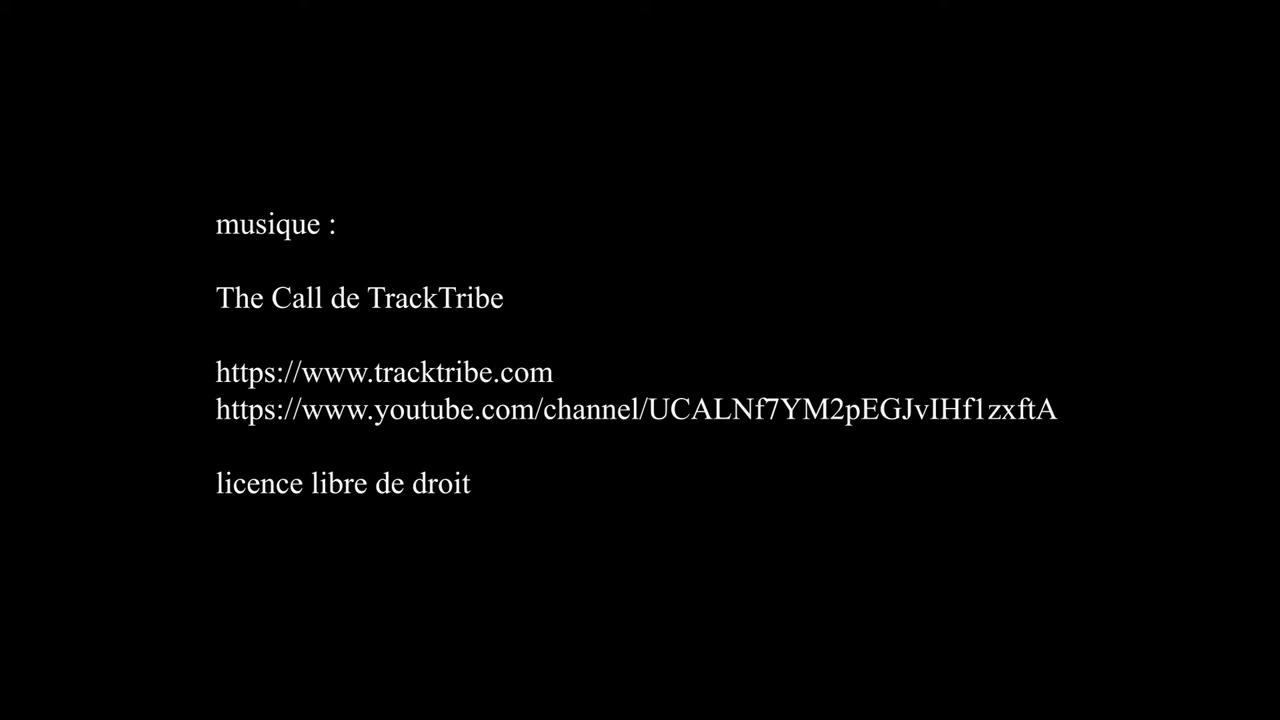 musique :
The Call de TrackTribe
https://www.tracktribe.com
https://www.youtube.com/channel/UCALNf7YM2pEGJvIHf1zxftA
licence libre de droit